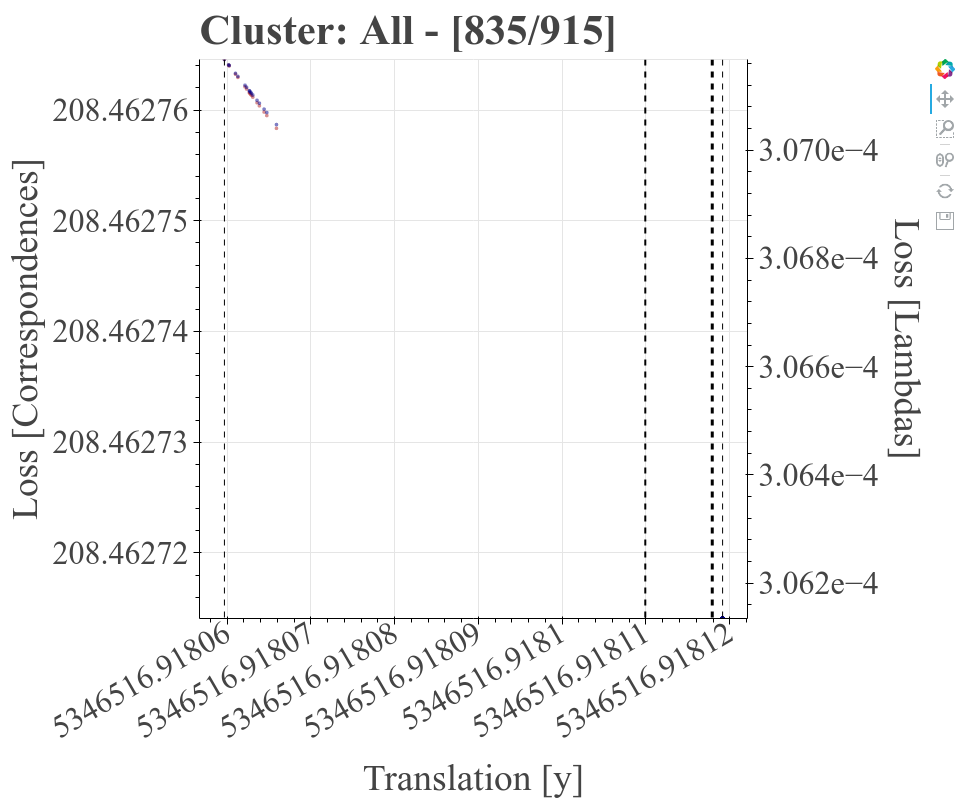 Cluster: All - [835/915]
Loss [Correspondences]
208.46276
208.46275
208.46274
208.46273
208.46272
3.070e−4
3.068e−4
3.066e−4
3.064e−4
3.062e−4
Loss [Lambdas]
5346516.91806
5346516.91807
5346516.91808
5346516.91809
5346516.9181
5346516.91811
5346516.91812
Translation [y]